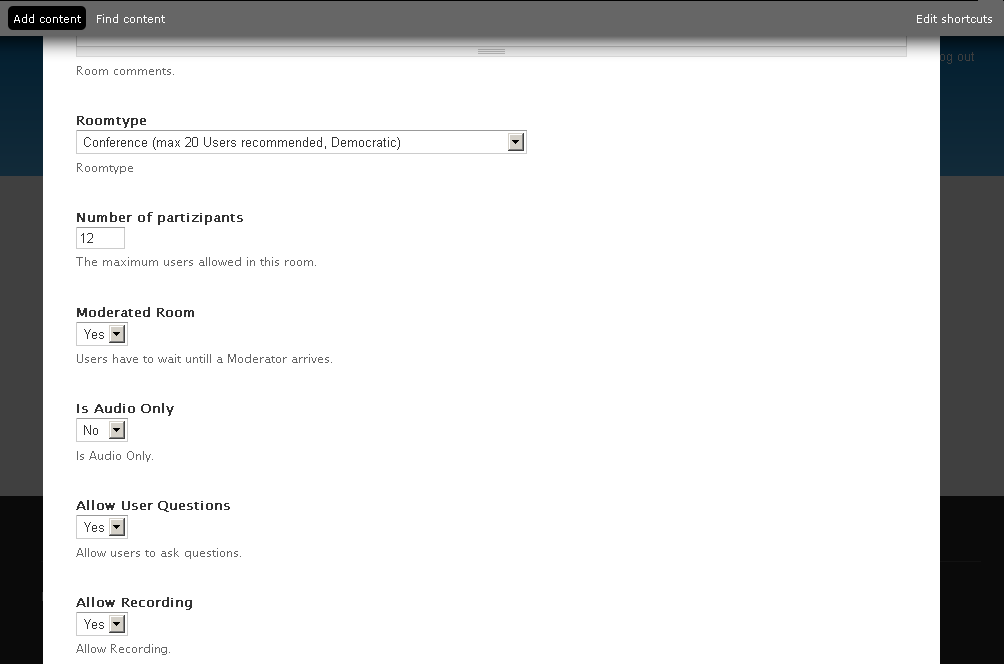 Add content Find content Edit shortcuts
og out
Room comments.
Roomtype
Conference (max 20 Users recommended, Democratic)
Roomtype
Number of partizipants
12
The maximum users allowed in this room.
Moderated Room
Yes
Users have to wait untill a Moderator arrives.
Is Audio Only
No
Is Audio Only.
Allow User Questions
Yes
Allow users to ask questions.
Allow Recording
Yes
Allow Recording.